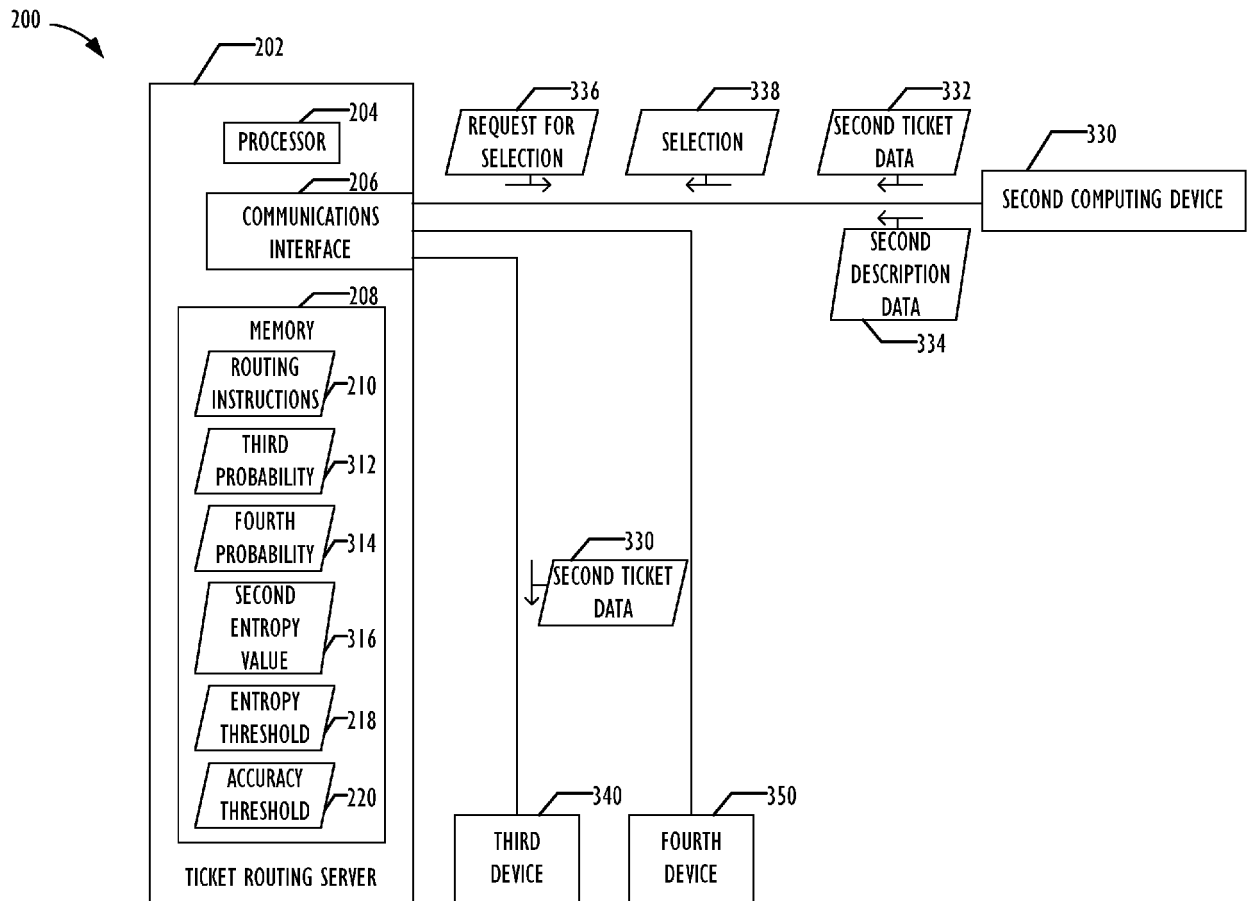 200
202
204
PROCESSOR
206
COMMUNICATIONS
INTERFACE
208
MEMORY
ROUTING
INSTRUCTIONS
210
THIRD
PROBABILITY
312
FOURTH
PROBABILITY
314
SECOND
ENTROPY
VALUE
316
ENTROPY
THRESHOLD
218
ACCURACY
THRESHOLD
220
TICKET ROUTING SERVER
336
REQUEST FOR
SELECTION
338
SELECTION
332
SECOND TICKET
DATA
330
SECOND COMPUTING DEVICE
SECOND
DESCRIPTION
DATA
334
330
SECOND TICKET
DATA
340
THIRD
DEVICE
350
FOURTH
DEVICE